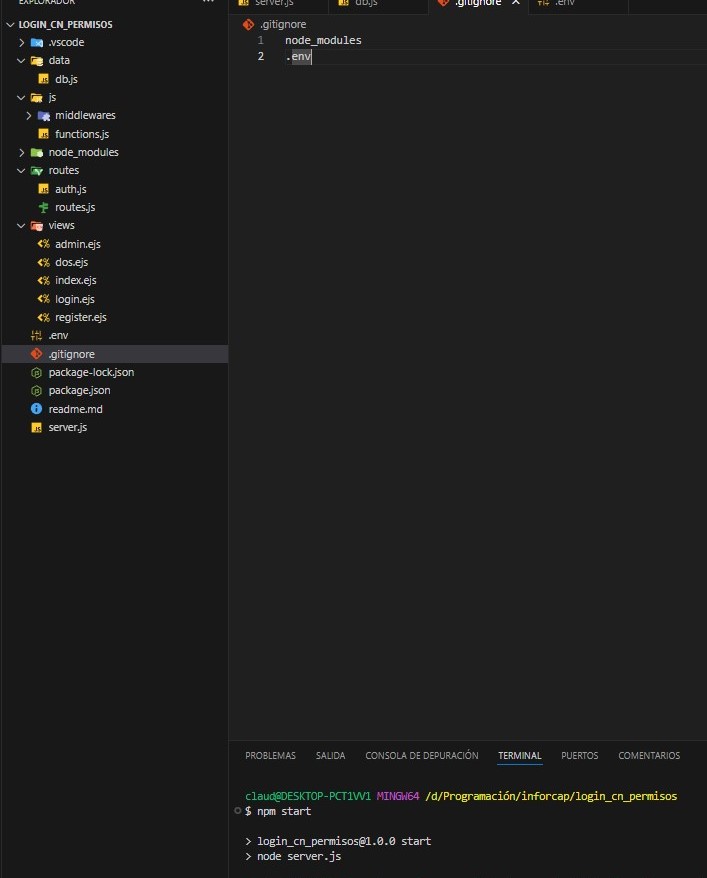 EXPLORADOR
LOGIN_CN_PERMISOS
.vscode
data
db.js
js
middlewares
functions.js
node_modules
routes
auth.js
routes.js
views
admin.ejs
dos.ejs
index.ejs
login.ejs
register.ejs
.env
.gitignore
package-lock.json
package.json
readme.md
server.js
server.js db.js .gitignore .env
.gitignore
1 node_modules
2 .env
PROBLEMAS SALIDA CONSOLA DE DEPURACIÓN TERMINAL PUERTOS COMENTARIOS
claud@DESKTOP-PCT1VV1 MINGW64 /d/Programación/inforcap/login_cn_permisos
$ npm start
> login_cn_permisos@1.0.0 start
> node server.js